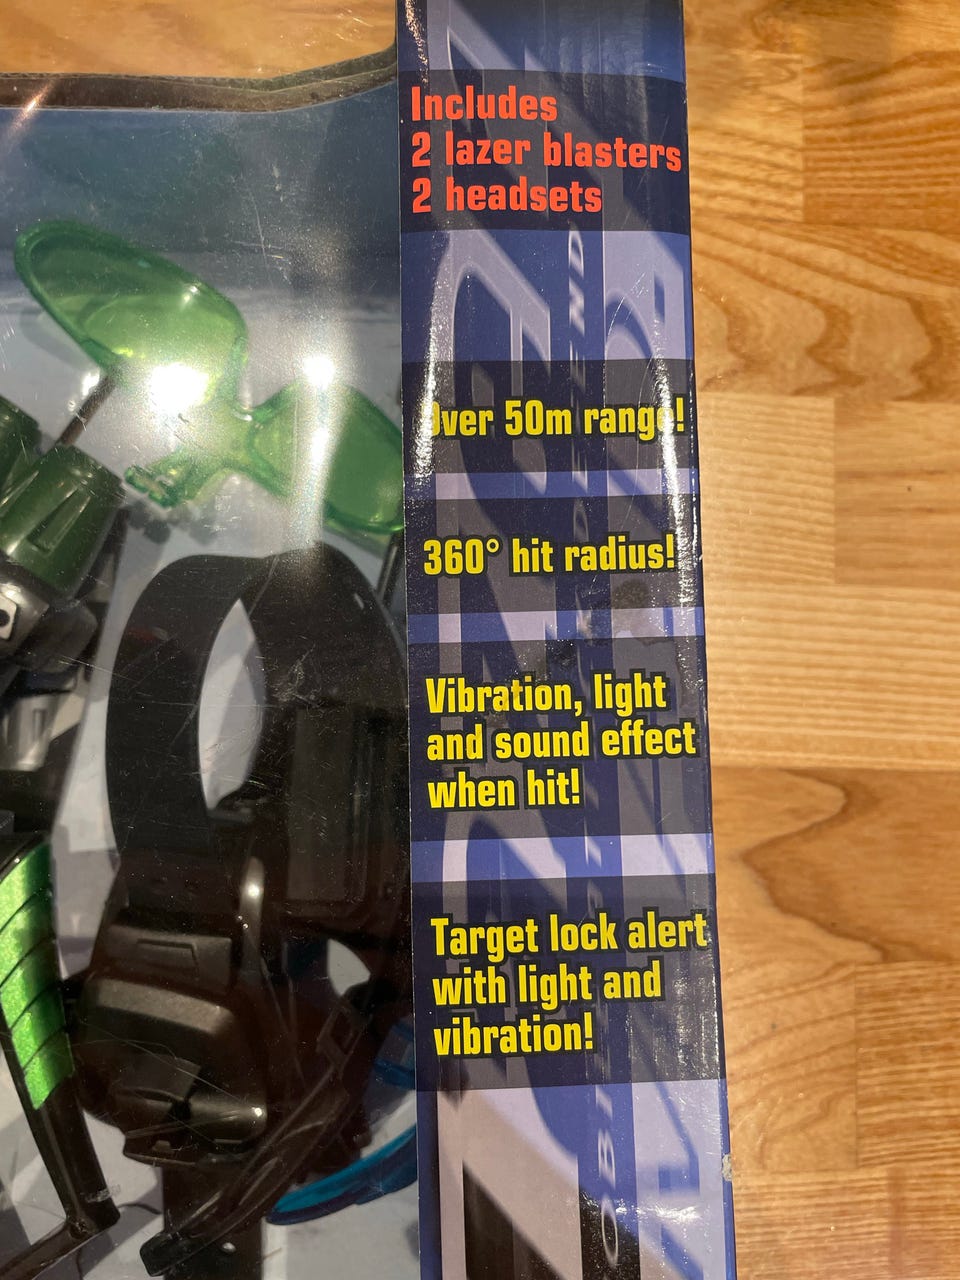 Includes
2 lazer blasters
2 headsets
Over 50m range!
360° hit radius!
Vibration, light
and sound effect
when hit!
Target lock alert
with light and
vibration!